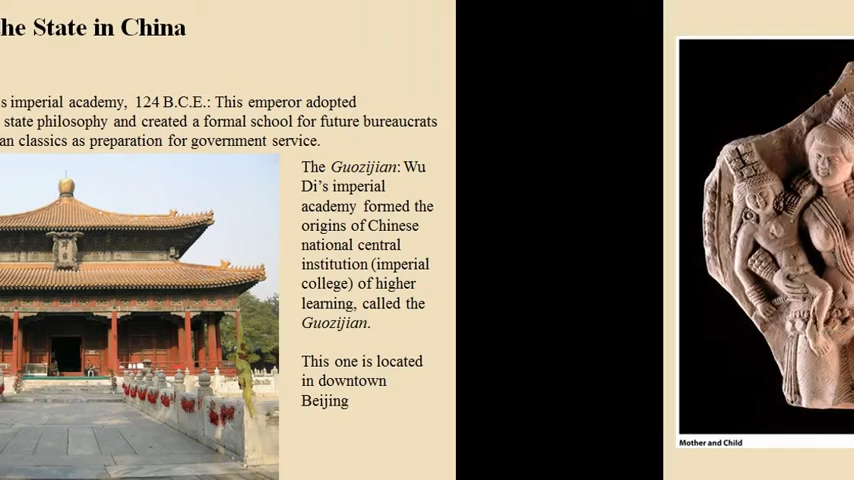 he State in China
s imperial academy, 124 B.C.E.: This emperor adopted
state philosophy and created a formal school for future bureaucrats
an classics as preparation for government service.
The Guozijian: Wu
Di's imperial
academy formed the
origins of Chinese
national central
institution (imperial
college) of higher
learning, called the
Guozijian.
This one is located
in downtown
Beijing
Mother and Child